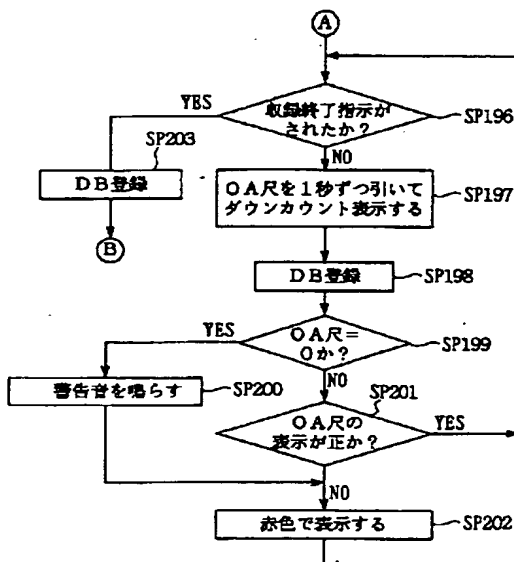 A
収録終了指示が
されたか？
YES
SP196
NO
SP203
DB登録
B
OA尺を1秒ずつ引いて
ダウンカウント表示する
SP197
DB登録
SP198
OA尺＝
0か？
YES
SP199
NO
警告音を鳴らす
SP200
SP201
OA尺の
表示が正か？
YES
NO
赤色で表示する
SP202